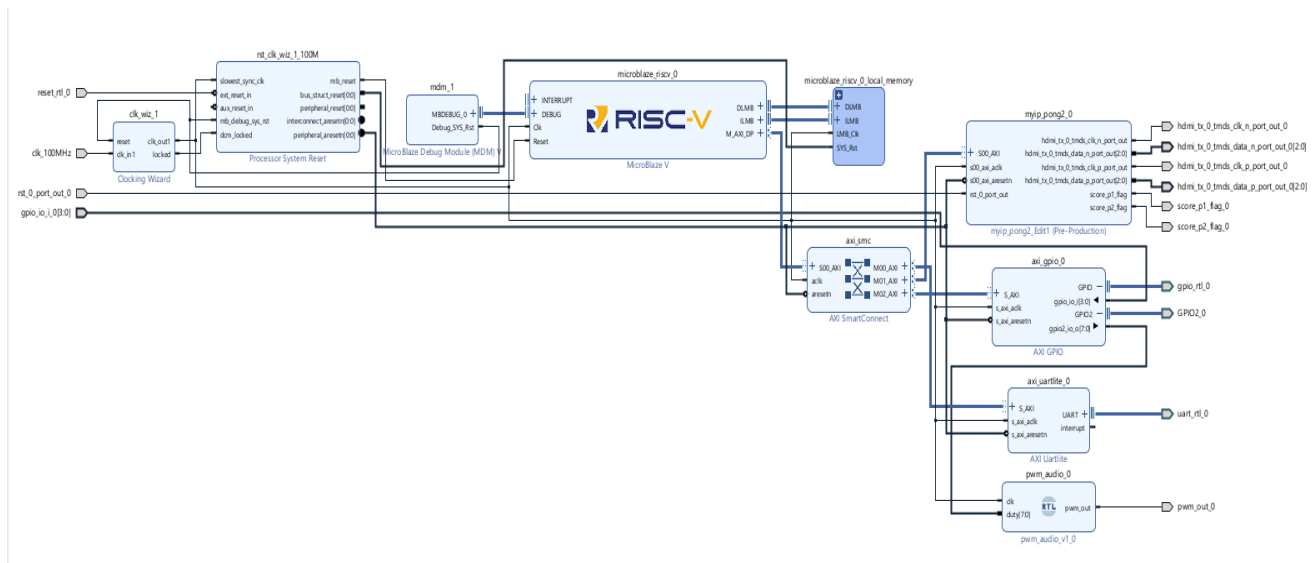 reset_rtl_0
clk_100MHz
rst_0_port_out_0
gpio_io_i_0[3:0]
clk_wiz_1
reset
clk_in1
clk_out1
locked
Clocking Wizard
rst_clk_wiz_1_100M
slowest_sync_clk
ext_reset_in
aux_reset_in
mb_debug_sys_rst
dcm_locked
mb_reset
bus_struct_reset[0:0]
peripheral_reset[0:0]
interconnect_aresetn[0:0]
peripheral_aresetn[0:0]
Processor System Reset
mdm_1
MBDEBUG_0
Debug_SYS_Rst
MicroBlaze Debug Module (MDM) V
microblaze_riscv_0
INTERRUPT
DEBUG
Clk
Reset
RISC-V
DLMB
ILMB
M_AXI_DP
MicroBlaze V
microblaze_riscv_0_local_memory
DLMB
ILMB
LMB_Clk
SYS_Rst
axi_smc
S00_AXI
aclk
aresetn
M00_AXI
M01_AXI
M02_AXI
AXI SmartConnect
myip_pong2_0
S00_AXI
s00_axi_aclk
s00_axi_aresetn
rst_0_port_out
hdmi_tx_0_tmds_clk_n_port_out
hdmi_tx_0_tmds_data_n_port_out[2:0]
hdmi_tx_0_tmds_clk_p_port_out
hdmi_tx_0_tmds_data_p_port_out[2:0]
score_p1_flag
score_p2_flag
myip_pong2_Edit1 (Pre-Production)
hdmi_tx_0_tmds_clk_n_port_out_0
hdmi_tx_0_tmds_data_n_port_out_0[2:0]
hdmi_tx_0_tmds_clk_p_port_out_0
hdmi_tx_0_tmds_data_p_port_out_0[2:0]
score_p1_flag_0
score_p2_flag_0
axi_gpio_0
S_AXI
s_axi_aclk
s_axi_aresetn
GPIO
gpio_io_i[3:0]
GPIO2
gpio2_io_o[7:0]
AXI GPIO
gpio_rtl_0
GPIO2_0
axi_uartlite_0
S_AXI
s_axi_aclk
s_axi_aresetn
UART
interrupt
AXI Uartlite
uart_rtl_0
pwm_audio_0
clk
duty[7:0]
RTL
pwm_out
pwm_audio_v1_0
pwm_out_0